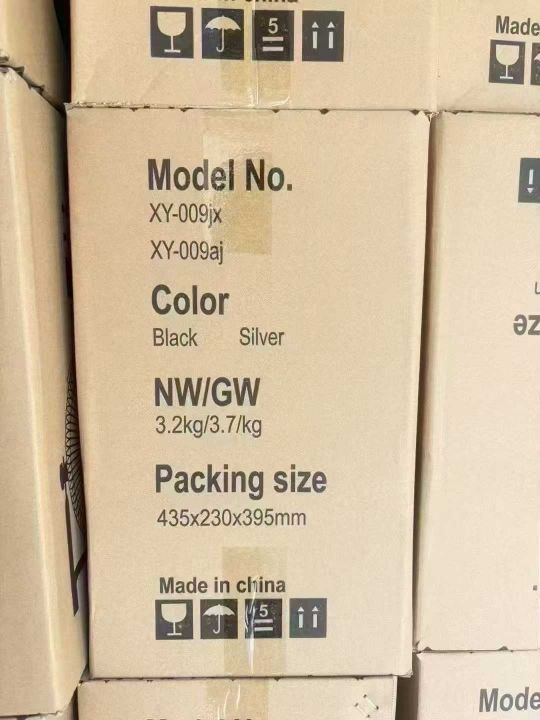 5
Made
Model No.
XY-009jx
XY-009aj
Color
Black Silver
NW/GW
3.2kg/3.7/kg
Packing size
435x230x395mm
Made in china
5